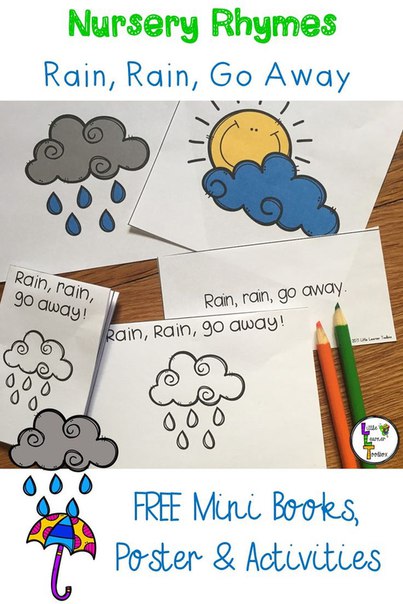 Nursery Rhymes
Rain, Rain, Go Away
Rain, rain,
go away!
Rain, rain, go away.
2017 Little Learner Toolbox
Rain, Rain, go away!
Little
Learner
Toolbox
L
L
T
FREE Mini Books,
Poster & Activities